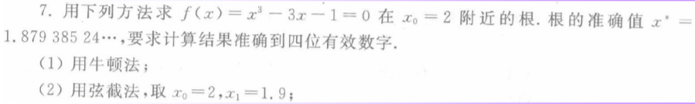 7. 用下列方法求 f(x)=x³-3x-1=0 在 x₀=2 附近的根. 根的准确值 x*=
1.879 385 24…,要求计算结果准确到四位有效数字.
(1) 用牛顿法;
(2) 用弦截法,取 x₀=2,x₁=1.9;